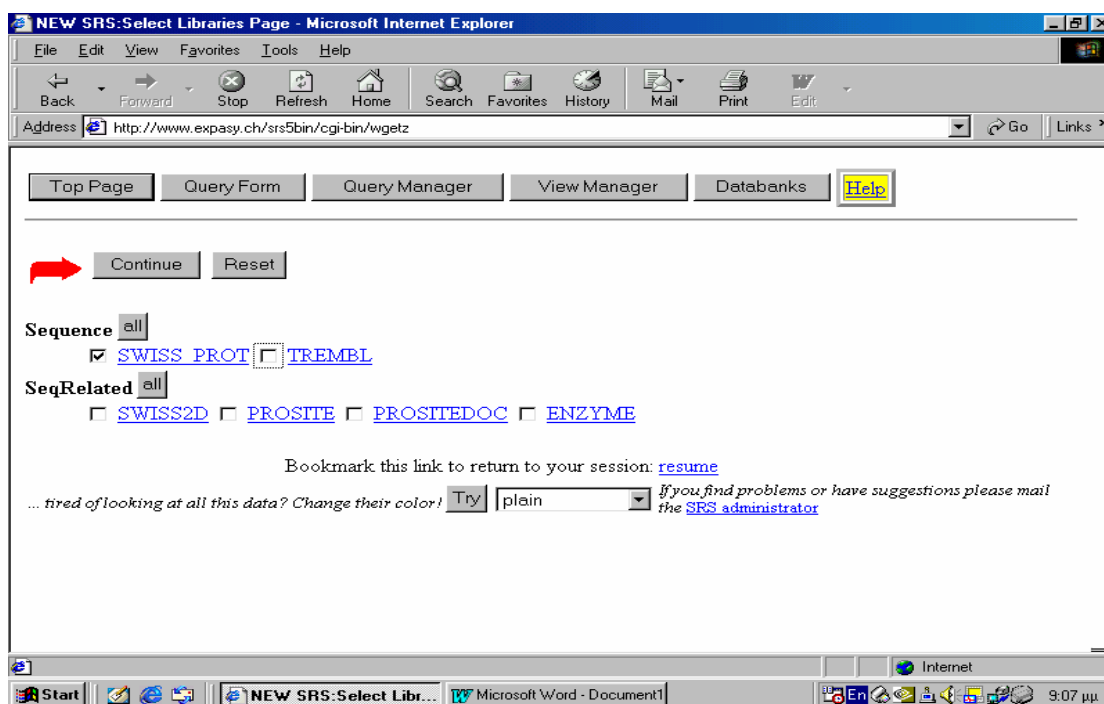 NEW SRS:Select Libraries Page - Microsoft Internet Explorer
File Edit View Favorites Tools Help
Back Forward Stop Refresh Home Search Favorites History Mail Print Edit
Address http://www.expasy.ch/srs5bin/cgi-bin/wgetz Go Links
Top Page Query Form Query Manager View Manager Databanks Help
Continue Reset
Sequence all
SWISS_PROT TREMBL
SeqRelated all
SWISS2D PROSITE PROSITEDOC ENZYME
Bookmark this link to return to your session: resume
... tired of looking at all this data? Change their color! Try plain If you find problems or have suggestions please mail
the SRS administrator
Internet
Start NEW SRS:Select Libr... Microsoft Word - Document1 En 9:07 μμ